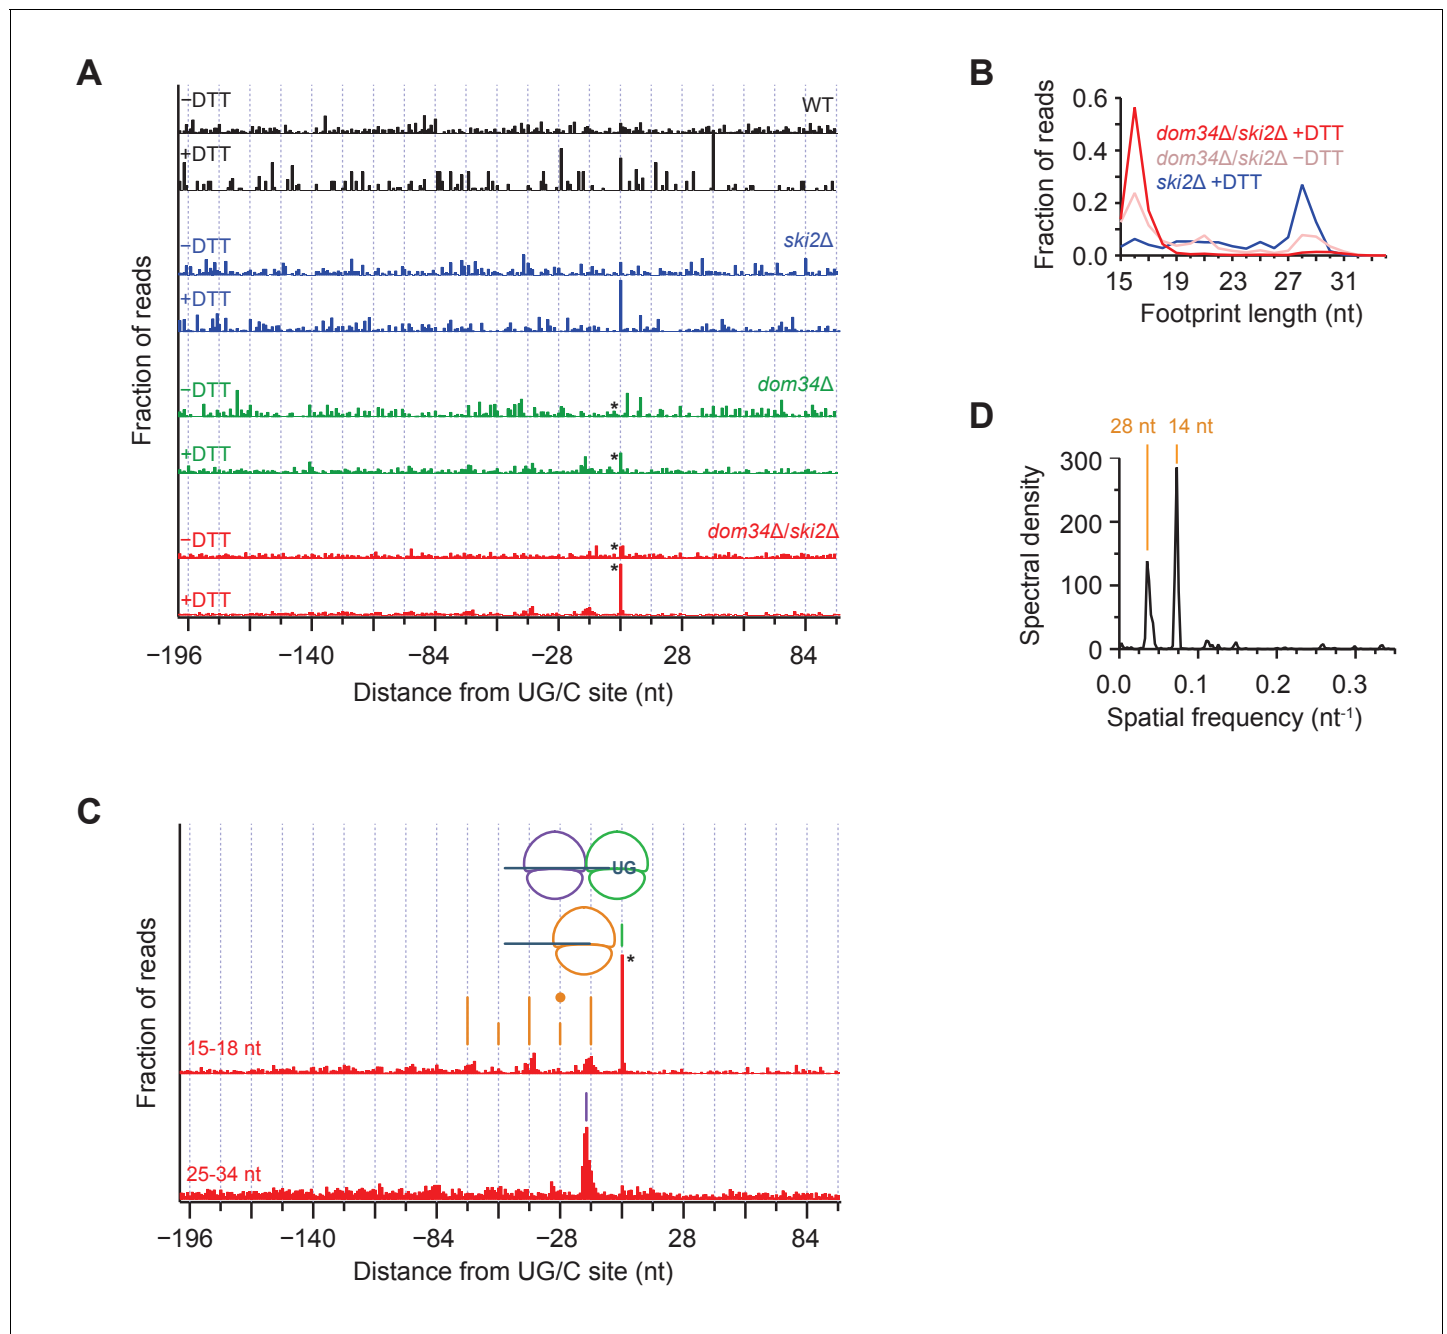 A
−DTT
WT
+DTT
−DTT
ski2Δ
+DTT
−DTT
dom34Δ
*
+DTT
*
−DTT
dom34Δ/ski2Δ
*
+DTT
*
Fraction of reads
−196 −140 −84 −28 28 84
Distance from UG/C site (nt)
B
Fraction of reads
0.6
0.4
0.2
0.0
dom34Δ/ski2Δ +DTT
dom34Δ/ski2Δ −DTT
ski2Δ +DTT
15 19 23 27 31
Footprint length (nt)
D
28 nt 14 nt
Spectral density
300
200
100
0
0.0 0.1 0.2 0.3
Spatial frequency (nt-1)
C
UG
*
Fraction of reads
15-18 nt
25-34 nt
−196 −140 −84 −28 28 84
Distance from UG/C site (nt)